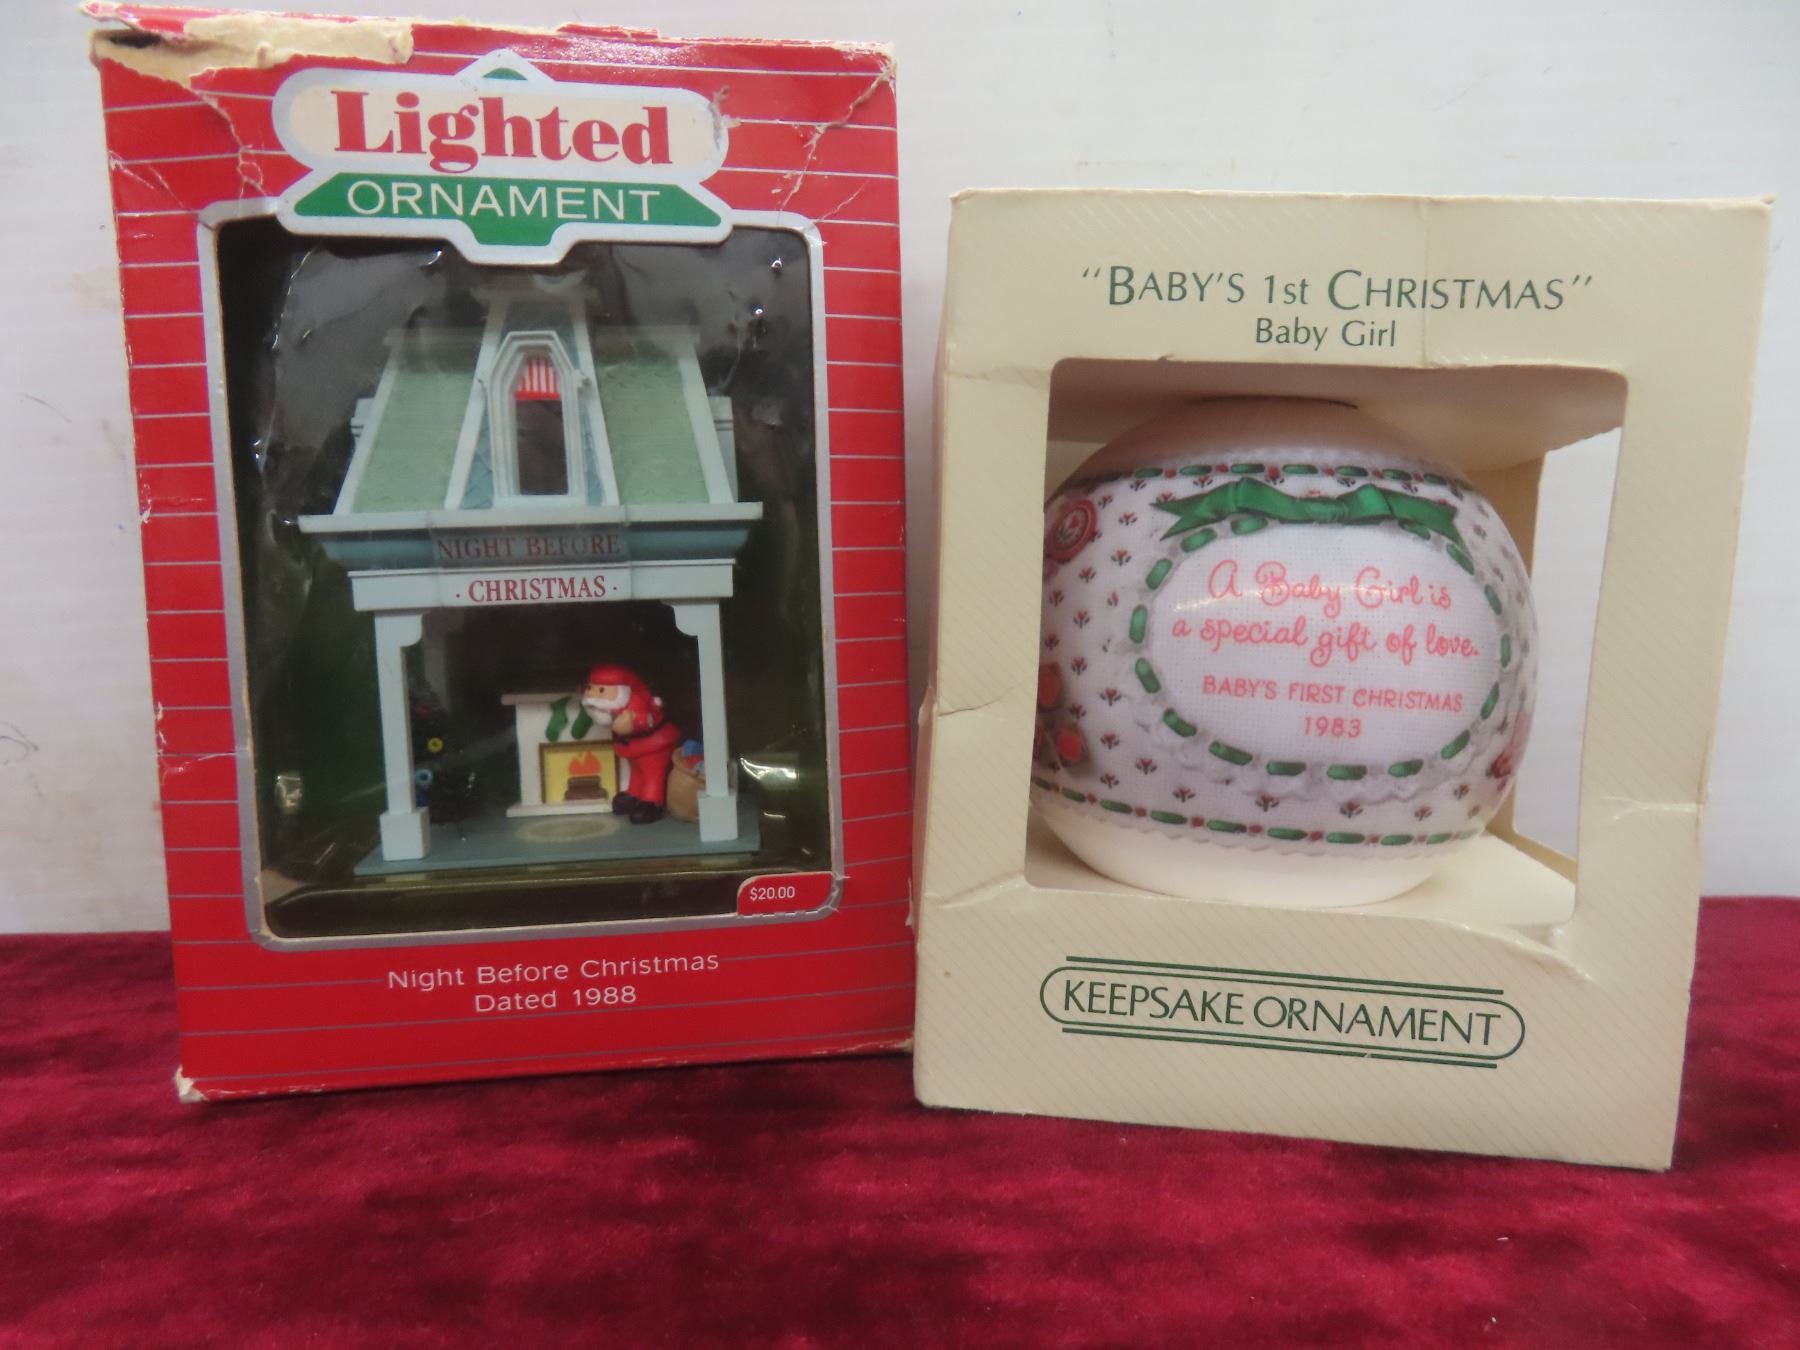 Lighted
ORNAMENT
NIGHT BEFORE
· CHRISTMAS ·
$20.00
Night Before Christmas
Dated 1988
"BABY'S 1st CHRISTMAS"
Baby Girl
A Baby Girl is
a special gift of love.
BABY'S FIRST CHRISTMAS
1983
KEEPSAKE ORNAMENT